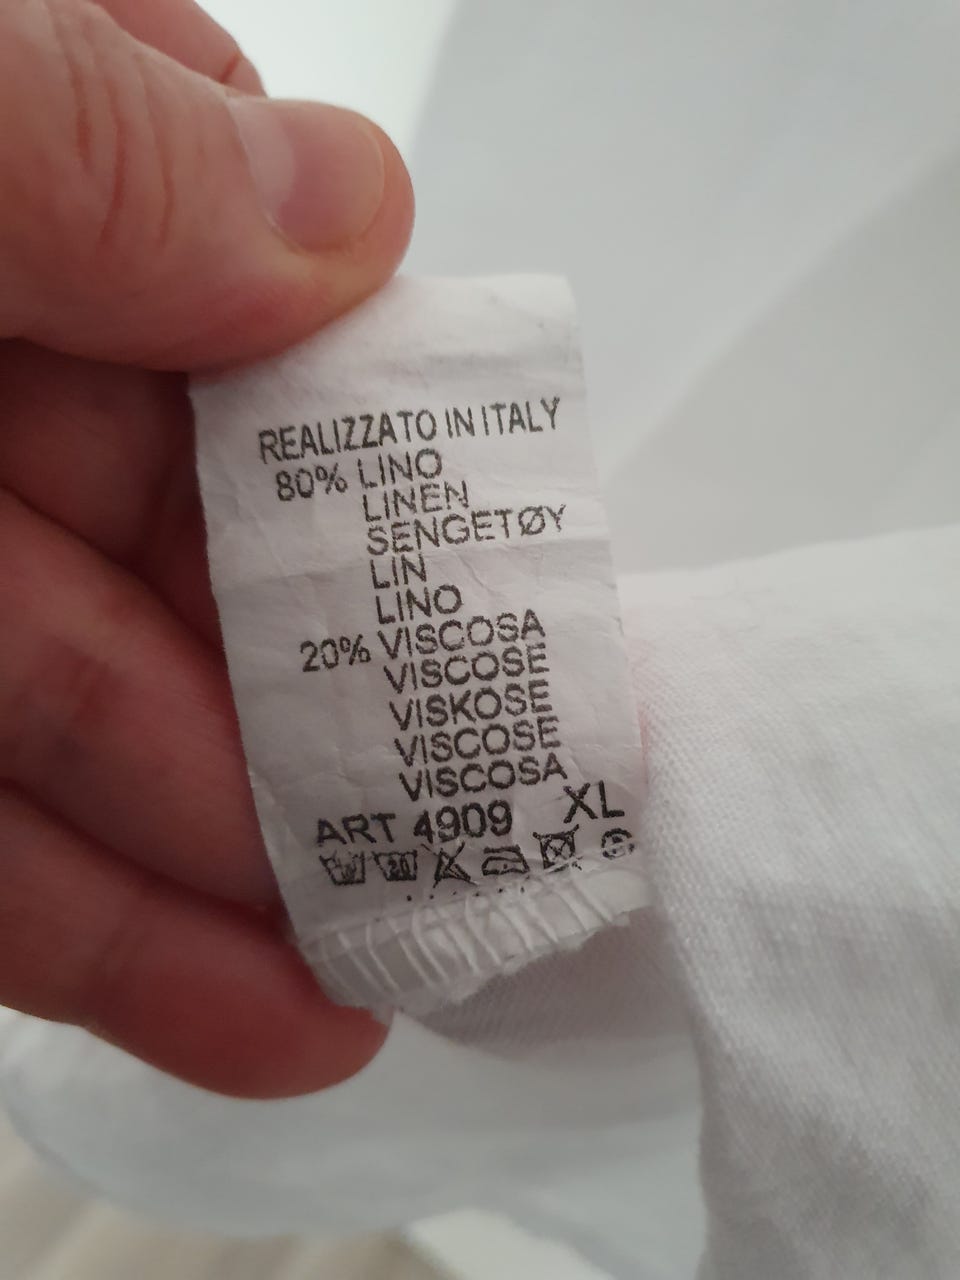 REALIZZATO IN ITALY
80% LINO
LINEN
SENGETØY
LIN
LINO
20% VISCOSA
VISCOSE
VISKOSE
VISCOSE
VISCOSA
ART 4909 XL